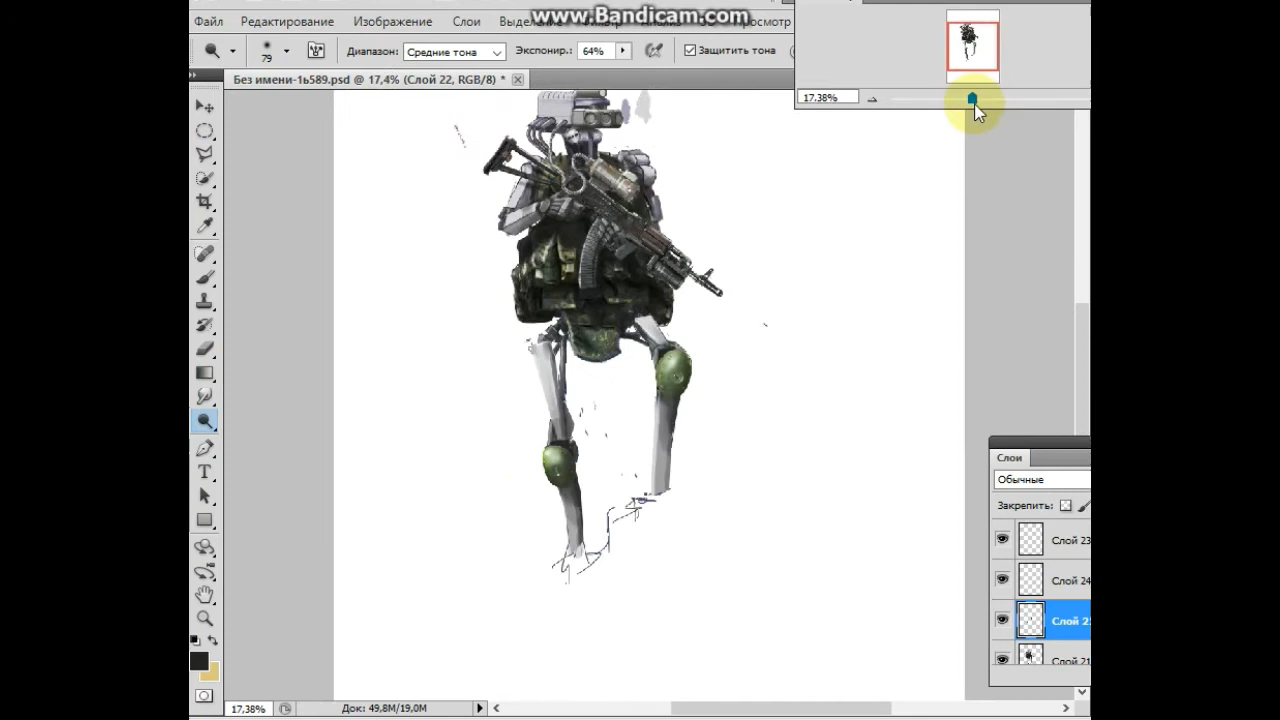 www.Bandicam.com
Файл Редактирование Изображение Слои Выделение Просмотр
79 Диапазон: Средние тона Экспонир.: 64% Защитить тона
Без имени-1ь589.psd @ 17,4% (Слой 22, RGB/8) *
17.38%
Слои
Обычные
Закрепить:
Слой 23
Слой 24
Слой 2
Слой 21
17,38% Док: 49,8M/19,0M